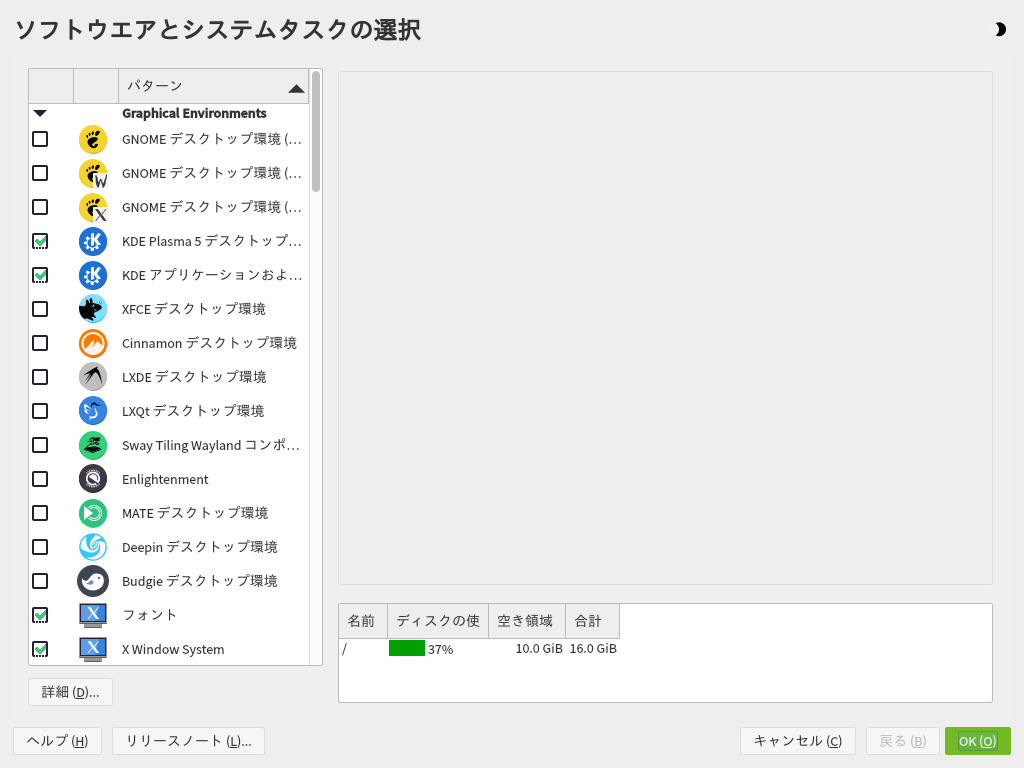 ソフトウエアとシステムタスクの選択
パターン
Graphical Environments
GNOME デスクトップ環境 (...
GNOME デスクトップ環境 (...
GNOME デスクトップ環境 (...
KDE Plasma 5 デスクトップ...
KDE アプリケーションおよ...
XFCE デスクトップ環境
Cinnamon デスクトップ環境
LXDE デスクトップ環境
LXQt デスクトップ環境
Sway Tiling Wayland コンポ...
Enlightenment
MATE デスクトップ環境
Deepin デスクトップ環境
Budgie デスクトップ環境
フォント
X Window System
名前 ディスクの使 空き領域 合計
/ 37% 10.0 GiB 16.0 GiB
詳細 (D)...
ヘルプ (H) リリースノート (L)... キャンセル (C) 戻る (B) OK (O)